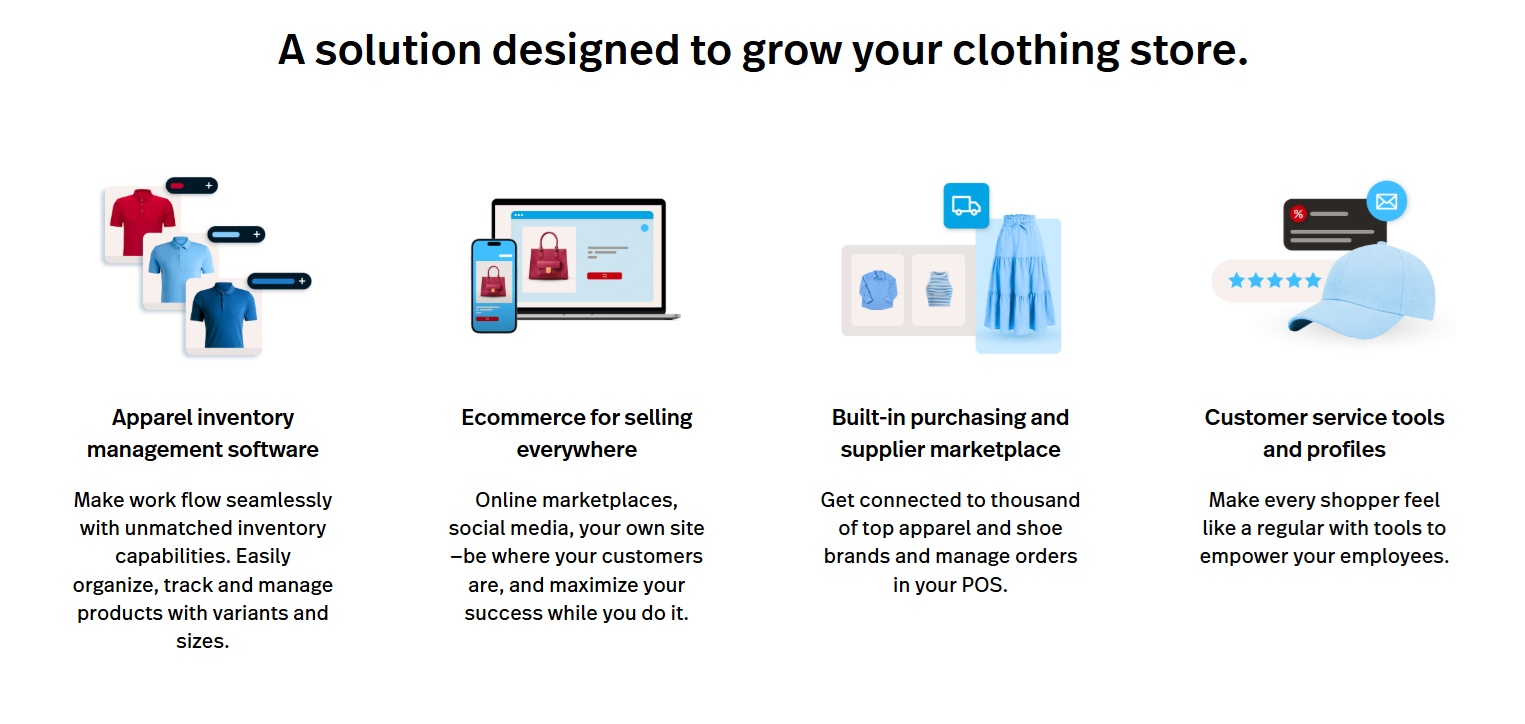 A solution designed to grow your clothing store.
Apparel inventory
management software
Make work flow seamlessly
with unmatched inventory
capabilities. Easily
organize, track and manage
products with variants and
sizes.
Ecommerce for selling
everywhere
Online marketplaces,
social media, your own site
—be where your customers
are, and maximize your
success while you do it.
%
Built-in purchasing and
supplier marketplace
Get connected to thousand
of top apparel and shoe
brands and manage orders
in your POS.
Customer service tools
and profiles
Make every shopper feel
like a regular with tools to
empower your employees.